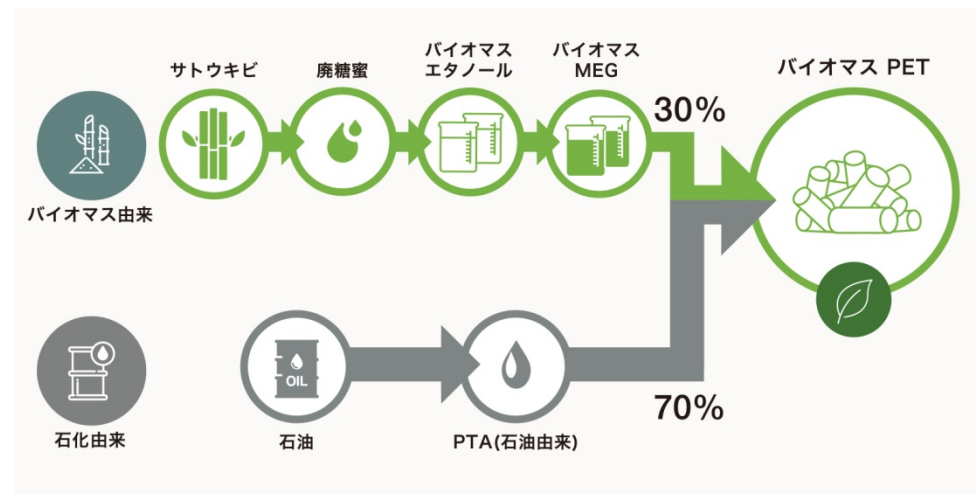 サトウキビ
廃糖蜜
バイオマス
エタノール
バイオマス
MEG
30%
バイオマス PET
バイオマス由来
OIL
石化由来
石油
PTA(石油由来)
70%